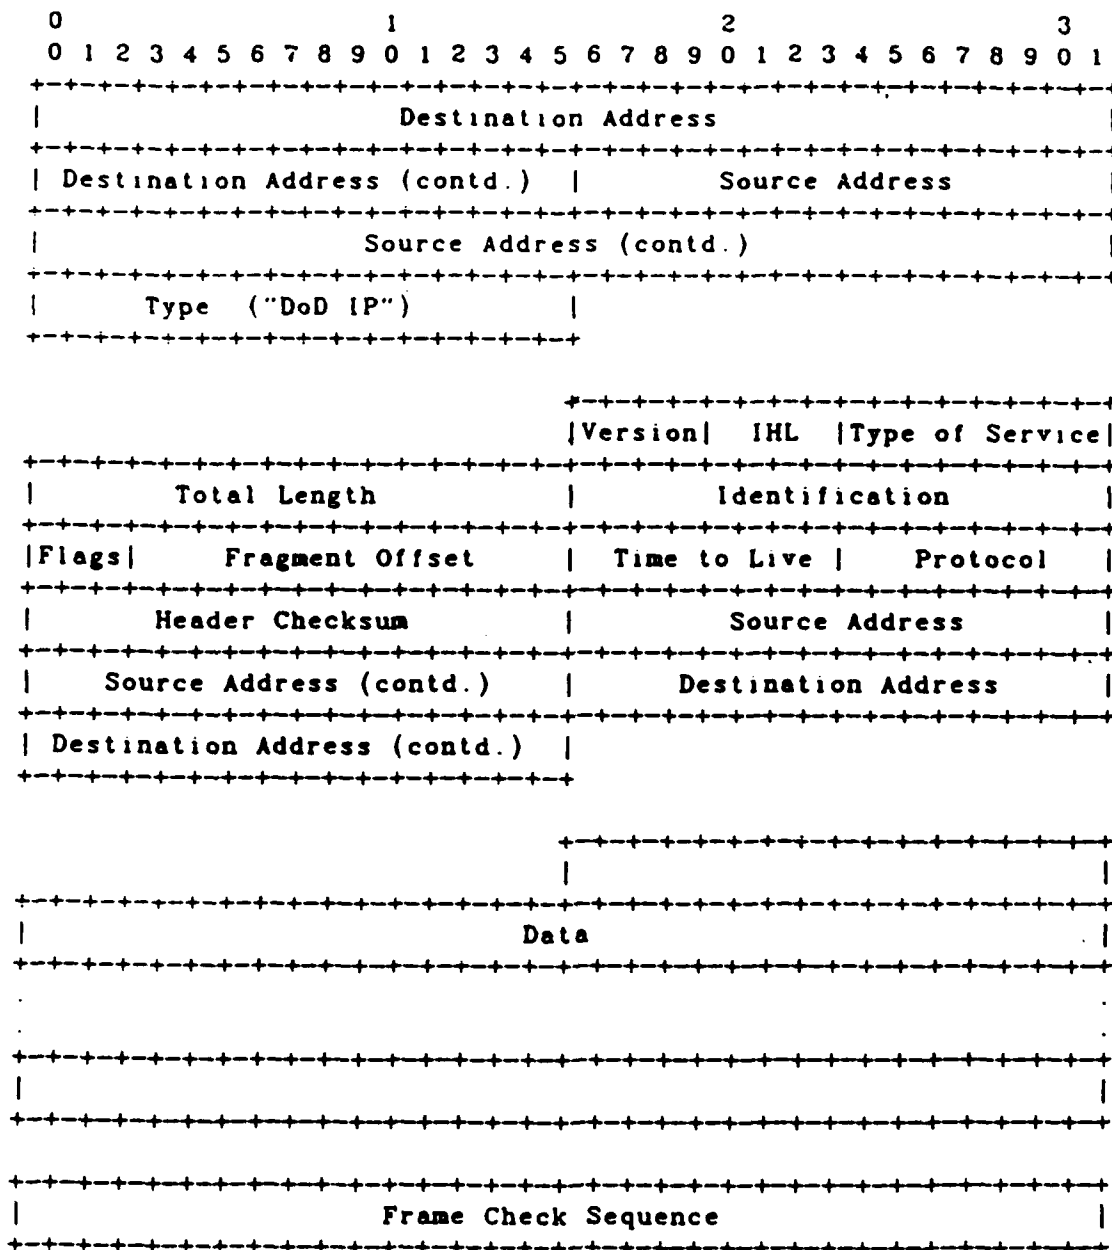 0 1 2 3
0 1 2 3 4 5 6 7 8 9 0 1 2 3 4 5 6 7 8 9 0 1 2 3 4 5 6 7 8 9 0 1
Destination Address
Destination Address (contd.) | Source Address
Source Address (contd.)
Type ("DoD IP")
|Version| IHL |Type of Service|
Total Length | Identification
|Flags| Fragment Offset | Time to Live | Protocol
Header Checksum | Source Address
Source Address (contd.) | Destination Address
Destination Address (contd.)
Data
Frame Check Sequence